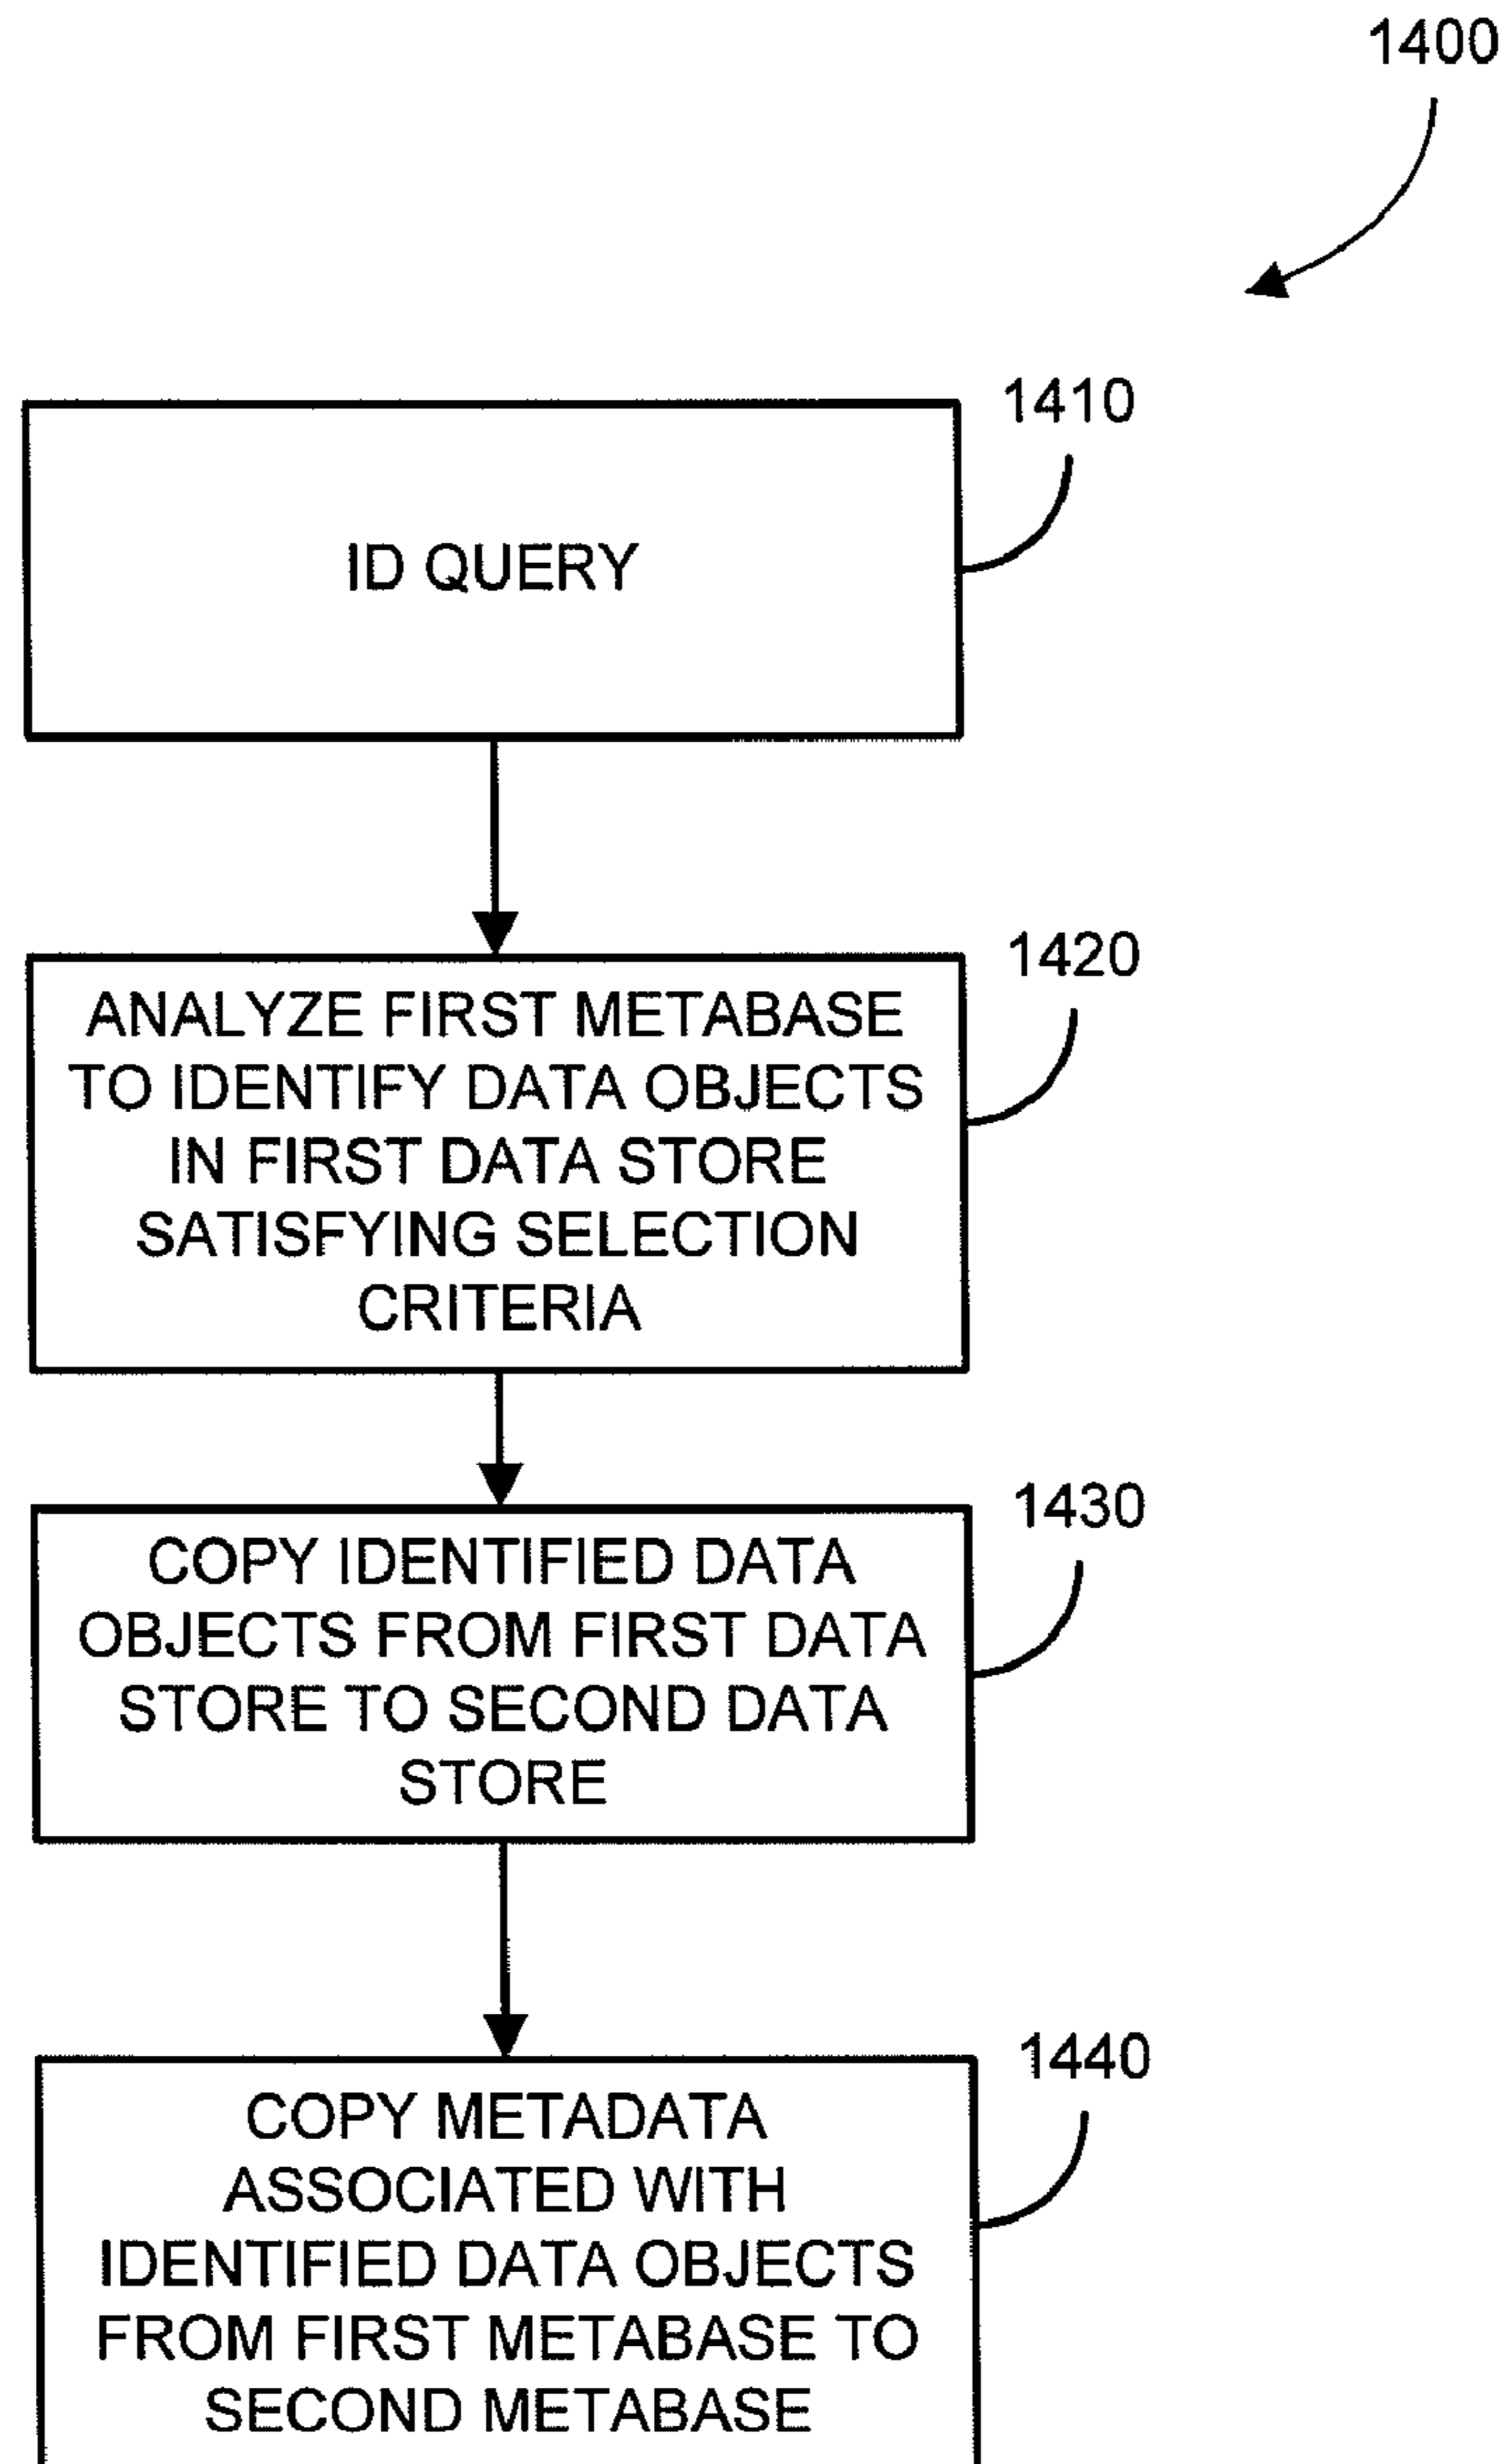 1400
1410
ID QUERY
1420
ANALYZE FIRST METABASE
TO IDENTIFY DATA OBJECTS
IN FIRST DATA STORE
SATISFYING SELECTION
CRITERIA
1430
COPY IDENTIFIED DATA
OBJECTS FROM FIRST DATA
STORE TO SECOND DATA
STORE
1440
COPY METADATA
ASSOCIATED WITH
IDENTIFIED DATA OBJECTS
FROM FIRST METABASE TO
SECOND METABASE